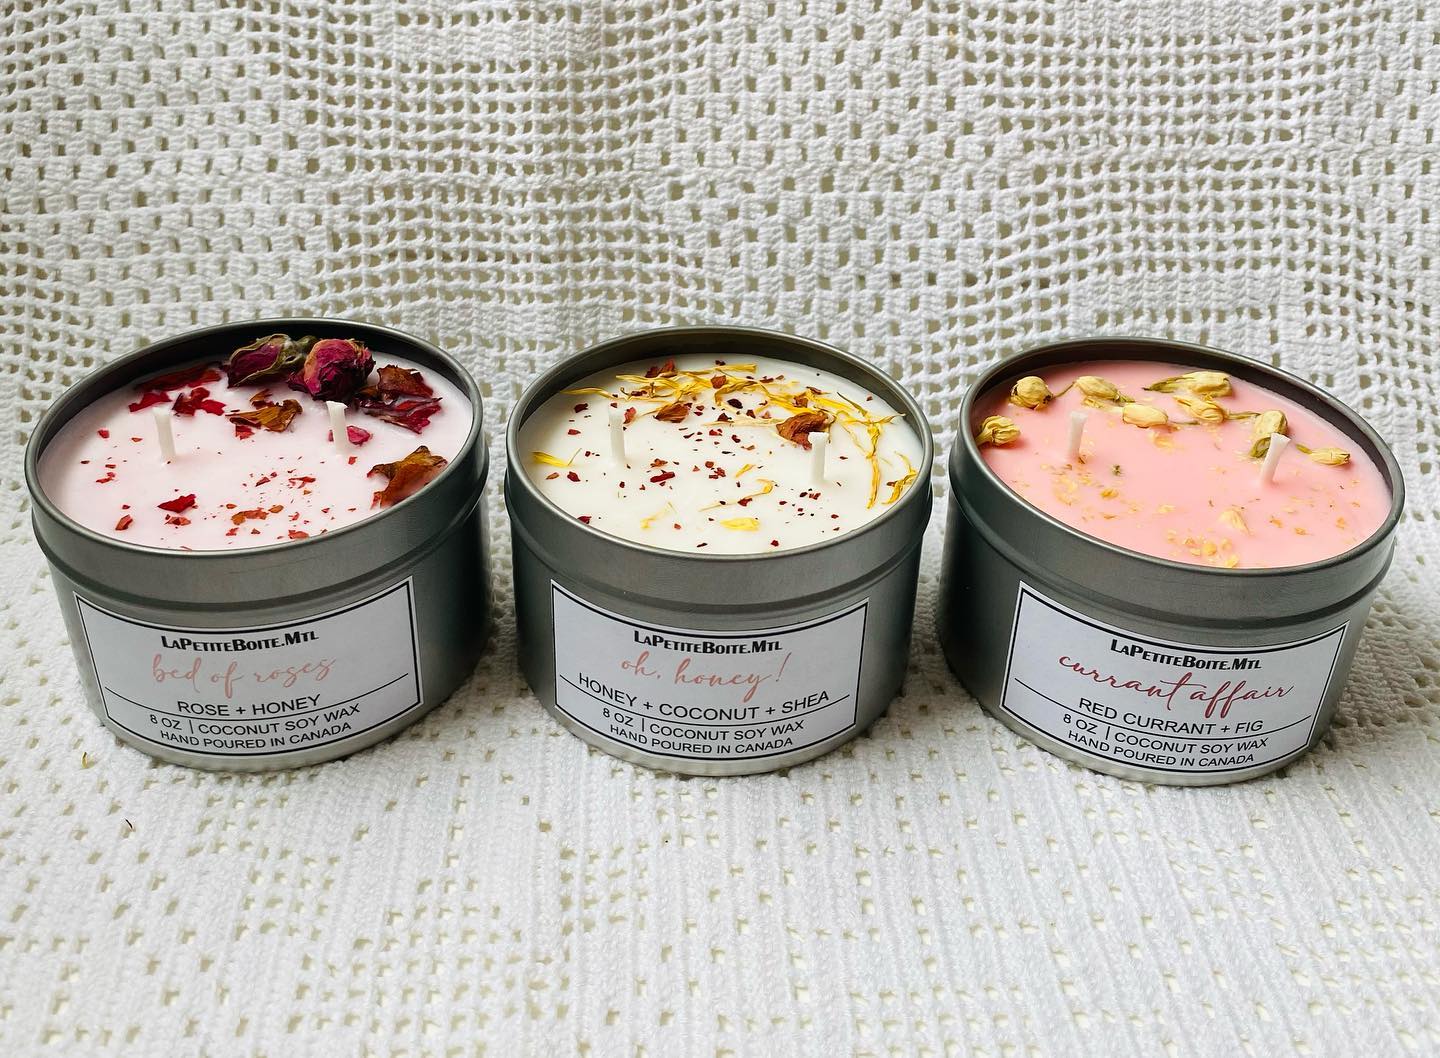 LaPetiteBoite.Mtl
bed of roses
ROSE + HONEY
8 OZ | COCONUT SOY WAX
HAND POURED IN CANADA
LaPetiteBoite.Mtl
oh, honey!
HONEY + COCONUT + SHEA
8 OZ | COCONUT SOY WAX
HAND POURED IN CANADA
LaPetiteBoite.Mtl
currant affair
RED CURRANT + FIG
8 OZ | COCONUT SOY WAX
HAND POURED IN CANADA